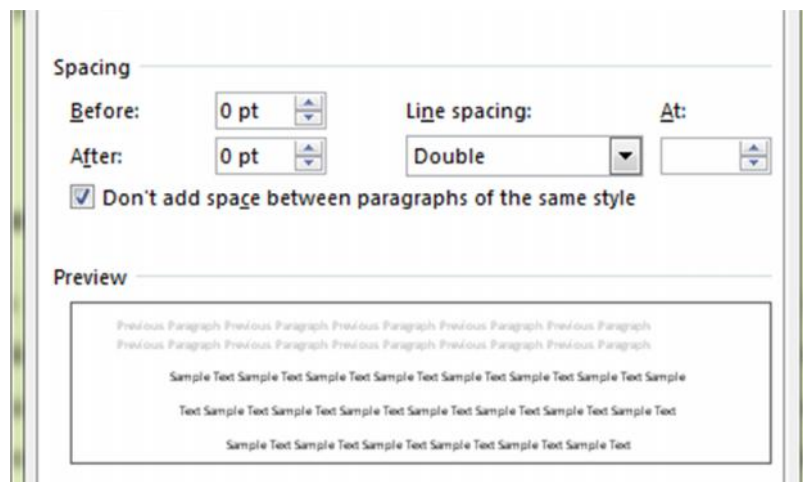 Spacing
Before: 0 pt Line spacing: At:
After: 0 pt Double
Don't add space between paragraphs of the same style
Preview
Previous Paragraph Previous Paragraph Previous Paragraph Previous Paragraph Previous Paragraph
Previous Paragraph Previous Paragraph Previous Paragraph Previous Paragraph Previous Paragraph
Sample Text Sample Text Sample Text Sample Text Sample Text Sample Text Sample Text Sample
Text Sample Text Sample Text Sample Text Sample Text Sample Text Sample Text Sample Text
Sample Text Sample Text Sample Text Sample Text Sample Text Sample Text